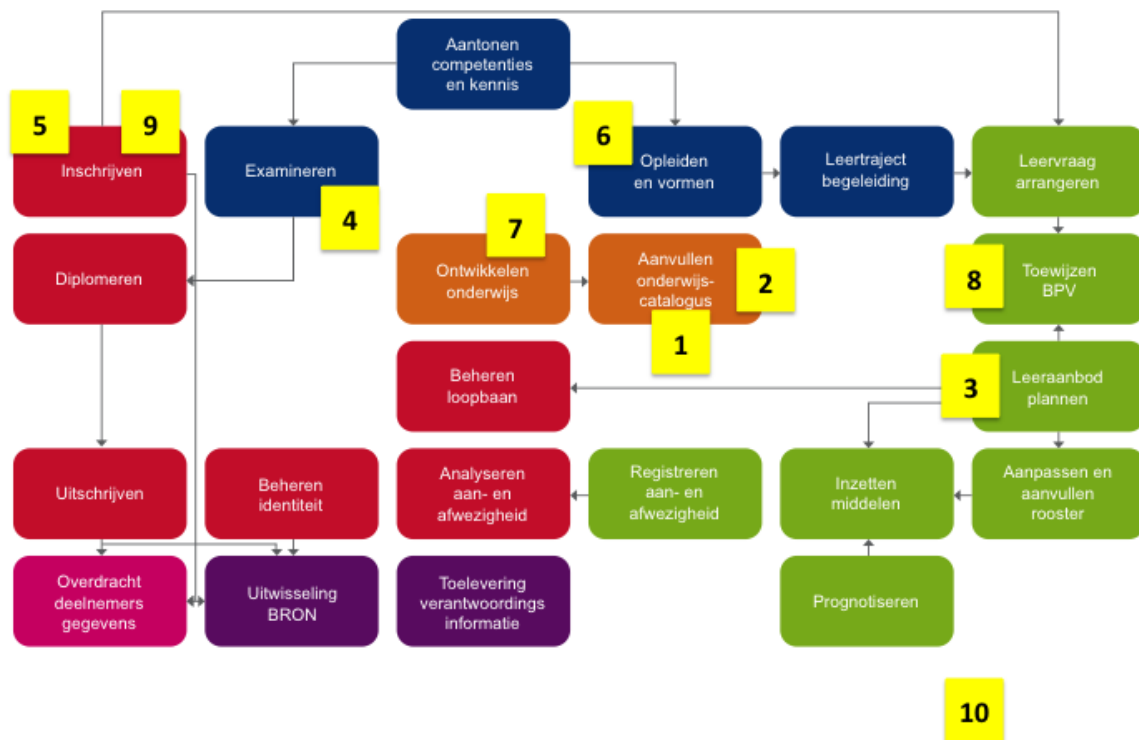 Aantonen
competenties
en kennis
5
9
Inschrijven
Examineren
4
6
Opleiden
en vormen
Leertraject
begeleiding
Leervraag
arrangeren
Diplomeren
7
Ontwikkelen
onderwijs
Aanvullen
onderwijs-
catalogus
2
1
8
Toewijzen
BPV
Beheren
loopbaan
3
Leeraanbod
plannen
Uitschrijven
Beheren
identiteit
Analyseren
aan- en
afwezigheid
Registreren
aan- en
afwezigheid
Inzetten
middelen
Aanpassen en
aanvullen
rooster
Overdracht
deelnemers
gegevens
Uitwisseling
BRON
Toelevering
verantwoordings
informatie
Prognotiseren
10